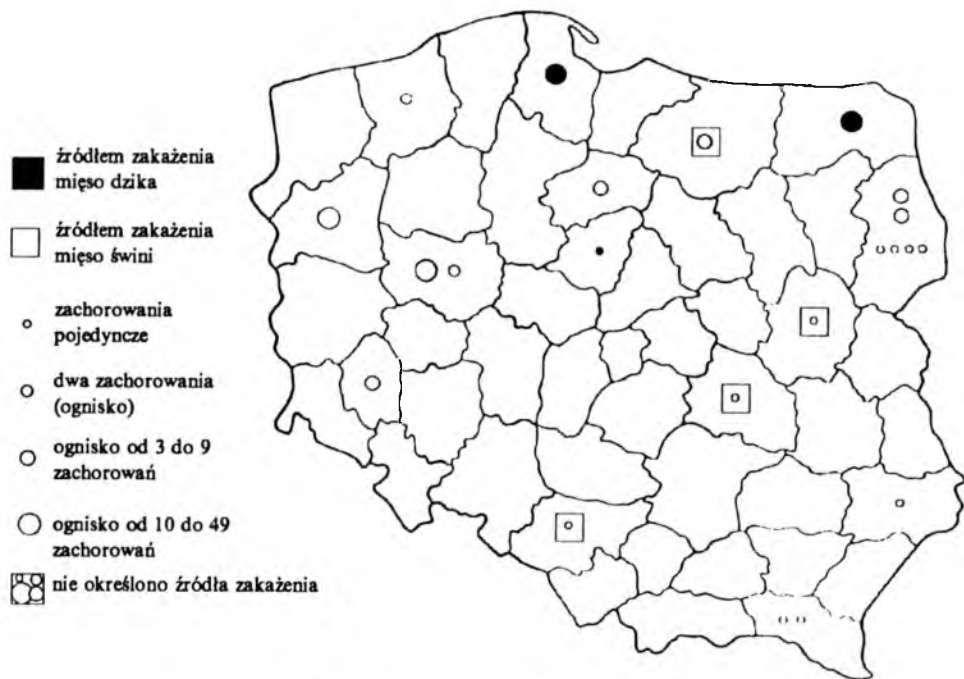 źródłem zakażenia
mięso dzika
źródłem zakażenia
mięso świni
zachorowania
pojedyncze
dwa zachorowania
(ognisko)
ognisko od 3 do 9
zachorowań
ognisko od 10 do 49
zachorowań
nie określono źródła zakażenia